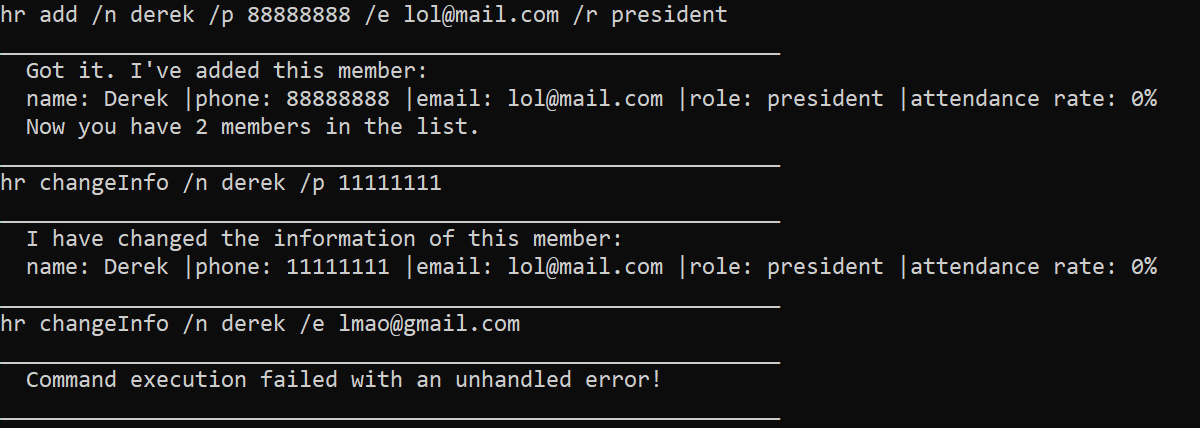 hr add /n derek /p 88888888 /e lol@mail.com /r president
Got it. I've added this member:
name: Derek |phone: 88888888 |email: lol@mail.com |role: president |attendance rate: 0%
Now you have 2 members in the list.
hr changeInfo /n derek /p 11111111
I have changed the information of this member:
name: Derek |phone: 11111111 |email: lol@mail.com |role: president |attendance rate: 0%
hr changeInfo /n derek /e lmao@gmail.com
Command execution failed with an unhandled error!